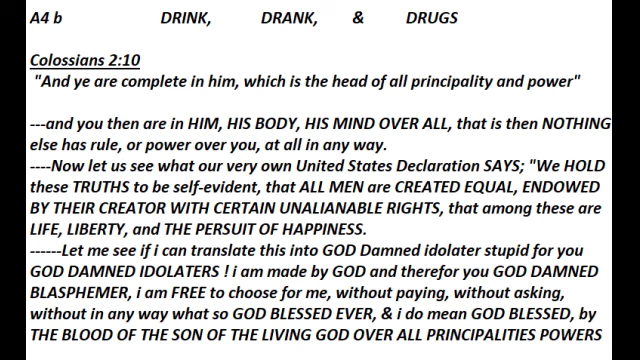 A4 b DRINK, DRANK, & DRUGS
Colossians 2:10
"And ye are complete in him, which is the head of all principality and power"
---and you then are in HIM, HIS BODY, HIS MIND OVER ALL, that is then NOTHING
else has rule, or power over you, at all in any way.
----Now let us see what our very own United States Declaration SAYS; "We HOLD
these TRUTHS to be self-evident, that ALL MEN are CREATED EQUAL, ENDOWED
BY THEIR CREATOR WITH CERTAIN UNALIANABLE RIGHTS, that among these are
LIFE, LIBERTY, and THE PERSUIT OF HAPPINESS.
------Let me see if i can translate this into GOD Damned idolater stupid for you
GOD DAMNED IDOLATERS ! i am made by GOD and therefor you GOD DAMNED
BLASPHEMER, i am FREE to choose for me, without paying, without asking,
without in any way what so GOD BLESSED EVER, & i do mean GOD BLESSED, by
THE BLOOD OF THE SON OF THE LIVING GOD OVER ALL PRINCIPALITIES POWERS